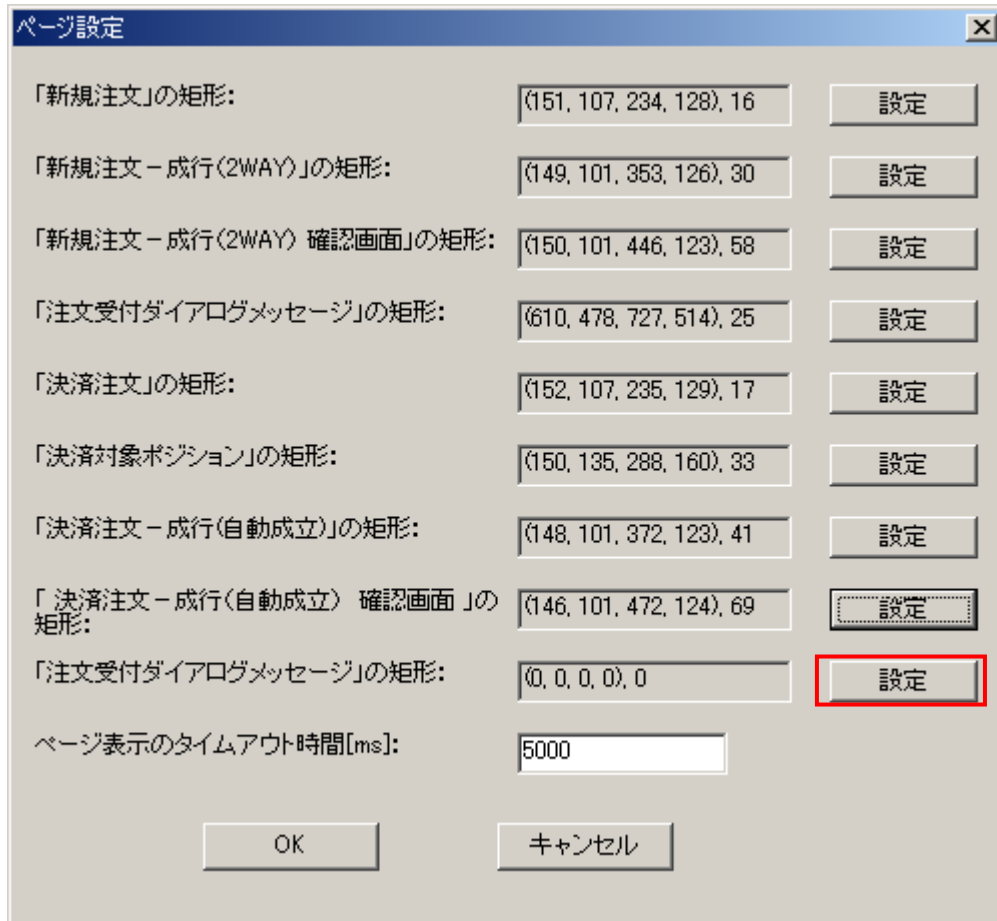 ページ設定
「新規注文」の矩形: (151, 107, 234, 128), 16 設定
「新規注文－成行(2WAY)」の矩形: (149, 101, 353, 126), 30 設定
「新規注文－成行(2WAY) 確認画面」の矩形: (150, 101, 446, 123), 58 設定
「注文受付ダイアログメッセージ」の矩形: (610, 478, 727, 514), 25 設定
「決済注文」の矩形: (152, 107, 235, 129), 17 設定
「決済対象ポジション」の矩形: (150, 135, 288, 160), 33 設定
「決済注文－成行(自動成立)」の矩形: (148, 101, 372, 123), 41 設定
「 決済注文－成行(自動成立) 確認画面 」の
矩形: (146, 101, 472, 124), 69 設定
「注文受付ダイアログメッセージ」の矩形: (0, 0, 0, 0), 0 設定
ページ表示のタイムアウト時間[ms]: 5000
OK キャンセル